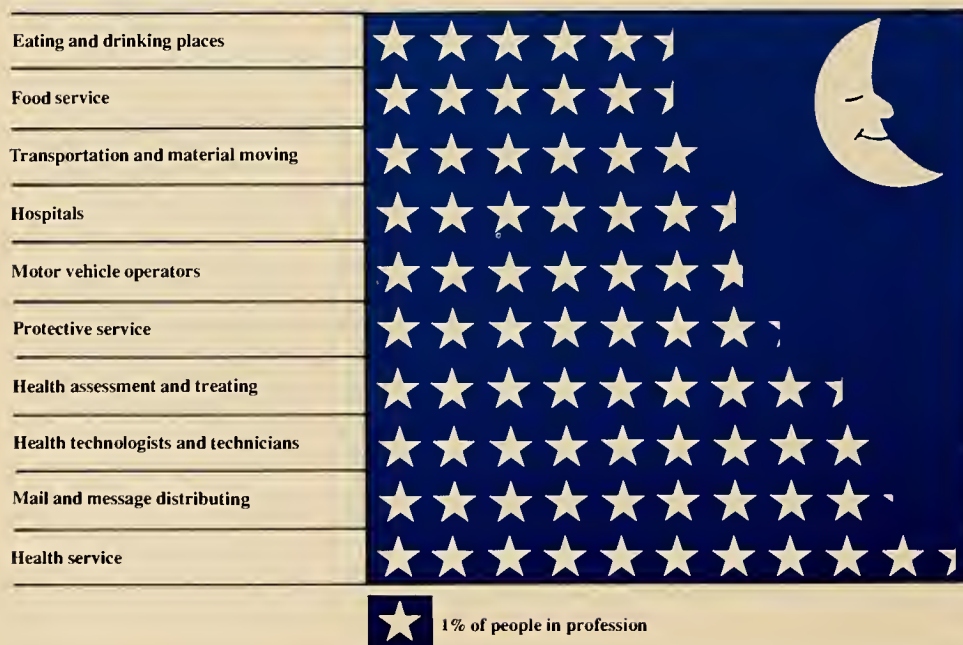 Eating and drinking places
Food service
Transportation and material moving
Hospitals
Motor vehicle operators
Protective service
Health assessment and treating
Health technologists and technicians
Mail and message distributing
Health service
1% of people in profession